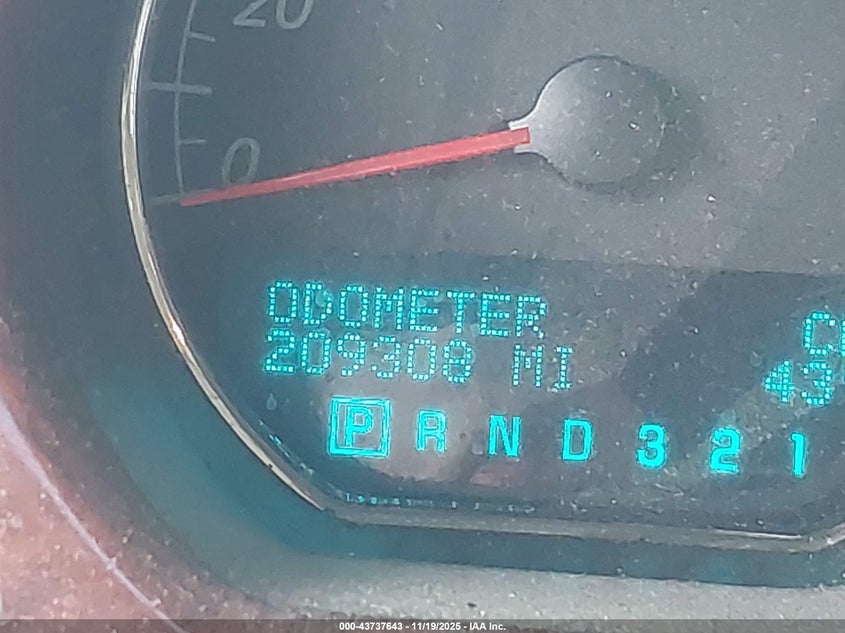 20
0
ODOMETER
209308 MI
P R N D 3 2 1
000-43737643 - 11/19/2025 - IAA Inc.